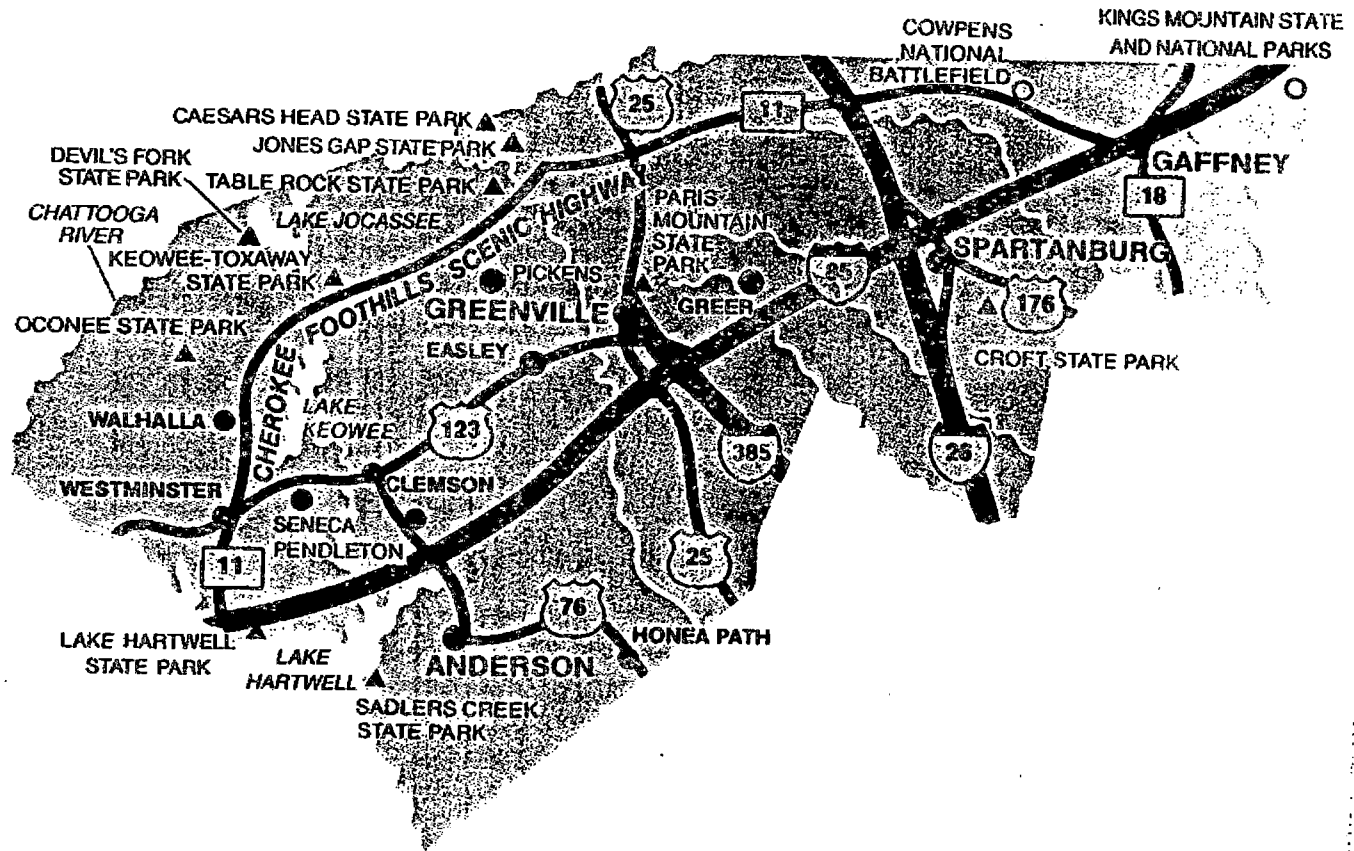 KINGS MOUNTAIN STATE
AND NATIONAL PARKS
COWPENS
NATIONAL
BATTLEFIELD
25
11
CAESARS HEAD STATE PARK
JONES GAP STATE PARK
DEVIL'S FORK
STATE PARK
TABLE ROCK STATE PARK
GAFFNEY
18
CHATTOOGA
RIVER
LAKE JOCASSEE
PARIS
MOUNTAIN
STATE
PARK
KEOWEE-TOXAWAY
STATE PARK
CHEROKEE FOOTHILLS SCENIC HIGHWAY
PICKENS
SPARTANBURG
85
GREER
176
GREENVILLE
OCONEE STATE PARK
EASLEY
CROFT STATE PARK
WALHALLA
LAKE
KEOWEE
123
385
26
WESTMINSTER
CLEMSON
SENECA
PENDLETON
11
25
76
HONEA PATH
LAKE HARTWELL
STATE PARK
LAKE
HARTWELL
ANDERSON
SADLERS CREEK
STATE PARK